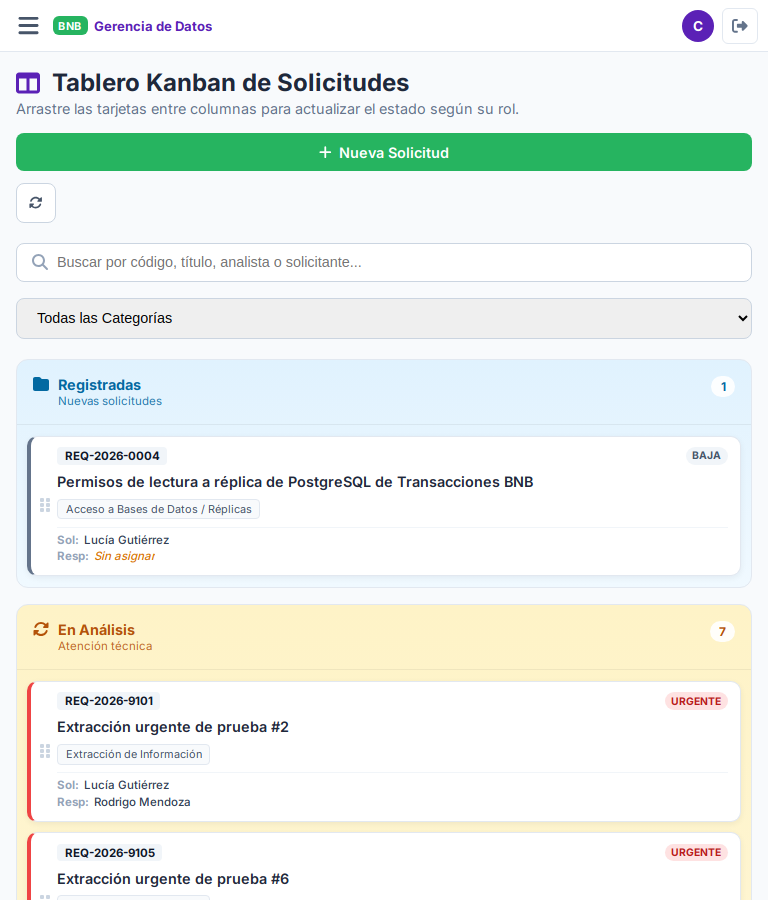 BNB Gerencia de Datos
C
Tablero Kanban de Solicitudes
Arrastre las tarjetas entre columnas para actualizar el estado según su rol.
Nueva Solicitud
Buscar por código, título, analista o solicitante...
Todas las Categorías
Registradas
1
Nuevas solicitudes
REQ-2026-0004
BAJA
Permisos de lectura a réplica de PostgreSQL de Transacciones BNB
Acceso a Bases de Datos / Réplicas
Sol: Lucía Gutiérrez
Resp: Sin asignar
En Análisis
7
Atención técnica
REQ-2026-9101
URGENTE
Extracción urgente de prueba #2
Extracción de Información
Sol: Lucía Gutiérrez
Resp: Rodrigo Mendoza
REQ-2026-9105
URGENTE
Extracción urgente de prueba #6